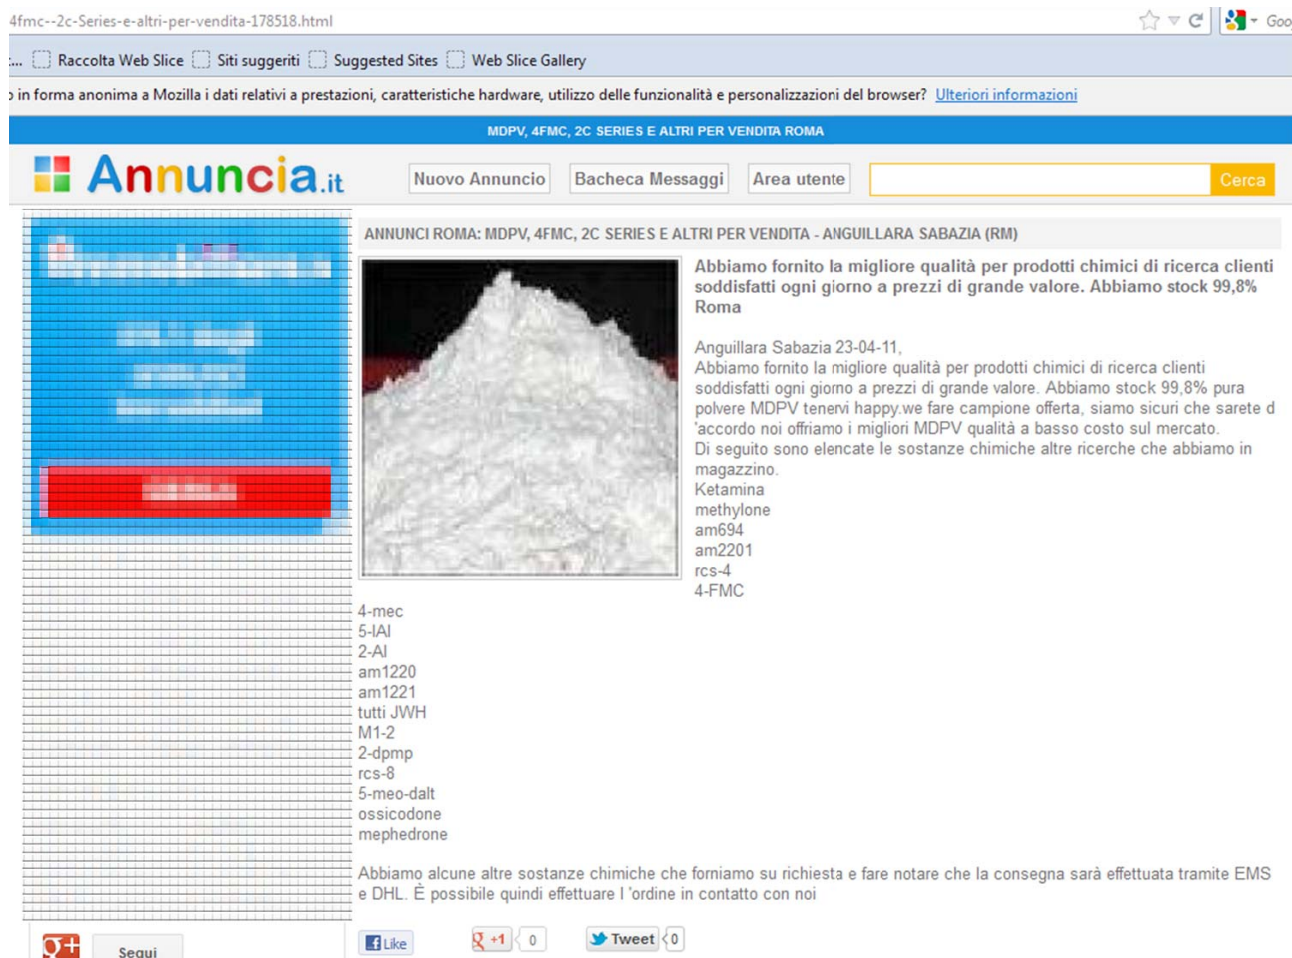 4fmc--2c-Series-e-altri-per-vendita-178518.html
... Raccolta Web Slice Siti suggeriti Suggested Sites Web Slice Gallery
o in forma anonima a Mozilla i dati relativi a prestazioni, caratteristiche hardware, utilizzo delle funzionalità e personalizzazioni del browser? Ulteriori informazioni
MDPV, 4FMC, 2C SERIES E ALTRI PER VENDITA ROMA
Annuncia.it Nuovo Annuncio Bacheca Messaggi Area utente Cerca
ANNUNCI ROMA: MDPV, 4FMC, 2C SERIES E ALTRI PER VENDITA - ANGUILLARA SABAZIA (RM)
Abbiamo fornito la migliore qualità per prodotti chimici di ricerca clienti
soddisfatti ogni giorno a prezzi di grande valore. Abbiamo stock 99,8%
Roma
Anguillara Sabazia 23-04-11,
Abbiamo fornito la migliore qualità per prodotti chimici di ricerca clienti
soddisfatti ogni giorno a prezzi di grande valore. Abbiamo stock 99,8% pura
polvere MDPV tenervi happy.we fare campione offerta, siamo sicuri che sarete d
'accordo noi offriamo i migliori MDPV qualità a basso costo sul mercato.
Di seguito sono elencate le sostanze chimiche altre ricerche che abbiamo in
magazzino.
Ketamina
methylone
am694
am2201
rcs-4
4-FMC
4-mec
5-IAI
2-AI
am1220
am1221
tutti JWH
M1-2
2-dpmp
rcs-8
5-meo-dalt
ossicodone
mephedrone
Abbiamo alcune altre sostanze chimiche che forniamo su richiesta e fare notare che la consegna sarà effettuata tramite EMS
e DHL. È possibile quindi effettuare l 'ordine in contatto con noi
g+ Segui Like +1 0 Tweet 0